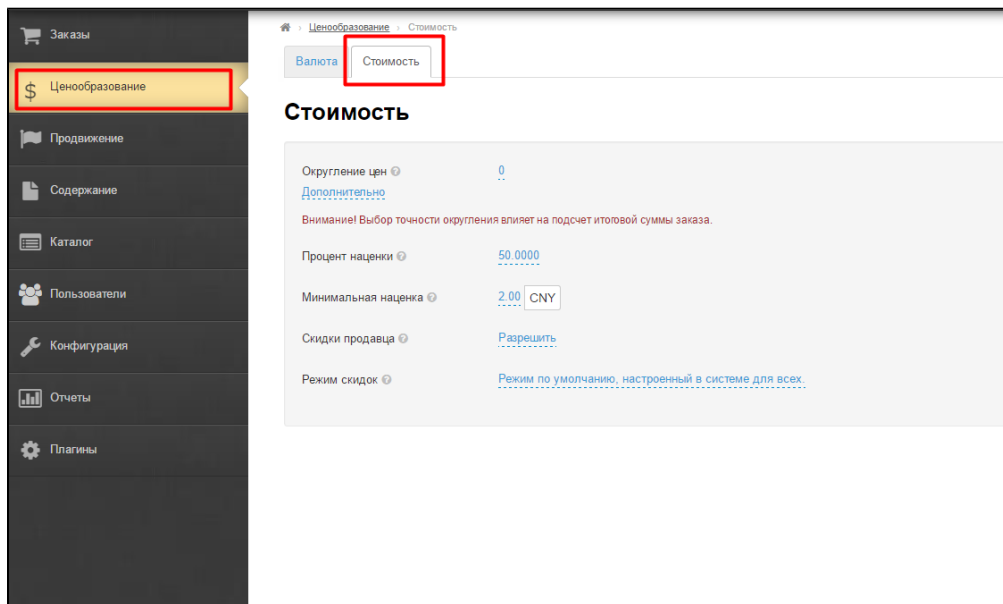 Заказы
Ценообразование
Продвижение
Содержание
Каталог
Пользователи
Конфигурация
Отчеты
Плагины
Ценообразование › Стоимость
Валюта Стоимость
Стоимость
Округление цен 0
Дополнительно
Внимание! Выбор точности округления влияет на подсчет итоговой суммы заказа.
Процент наценки 50.0000
Минимальная наценка 2.00 CNY
Скидки продавца Разрешить
Режим скидок Режим по умолчанию, настроенный в системе для всех.